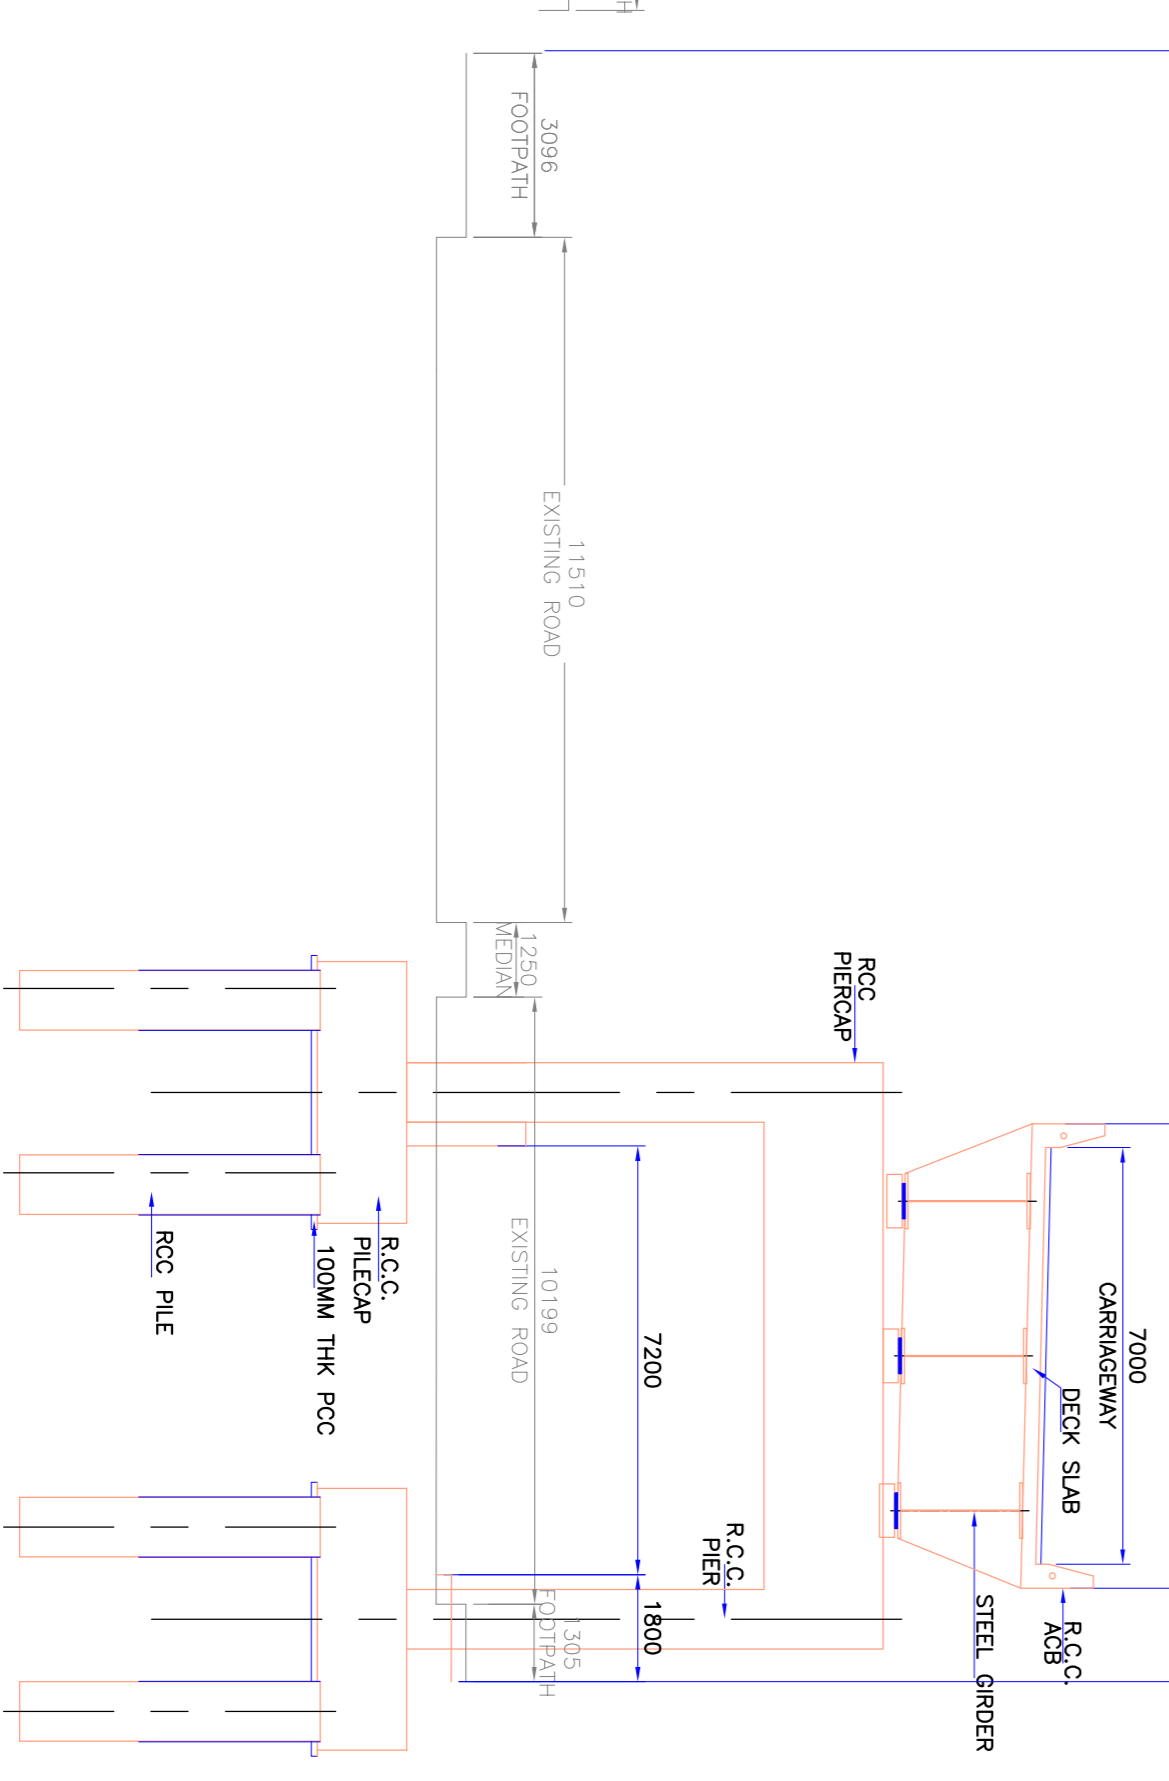 7000
CARRIAGEWAY
DECK SLAB
R.C.C.
ACB
STEEL GIRDER
RCC
PIERCAP
R.C.C.
PIER
3096
FOOTPATH
11510
EXISTING ROAD
1250
MEDIAN
10199
EXISTING ROAD
7200
1800
1305
FOOTPATH
R.C.C.
PILECAP
100MM THK PCC
RCC PILE